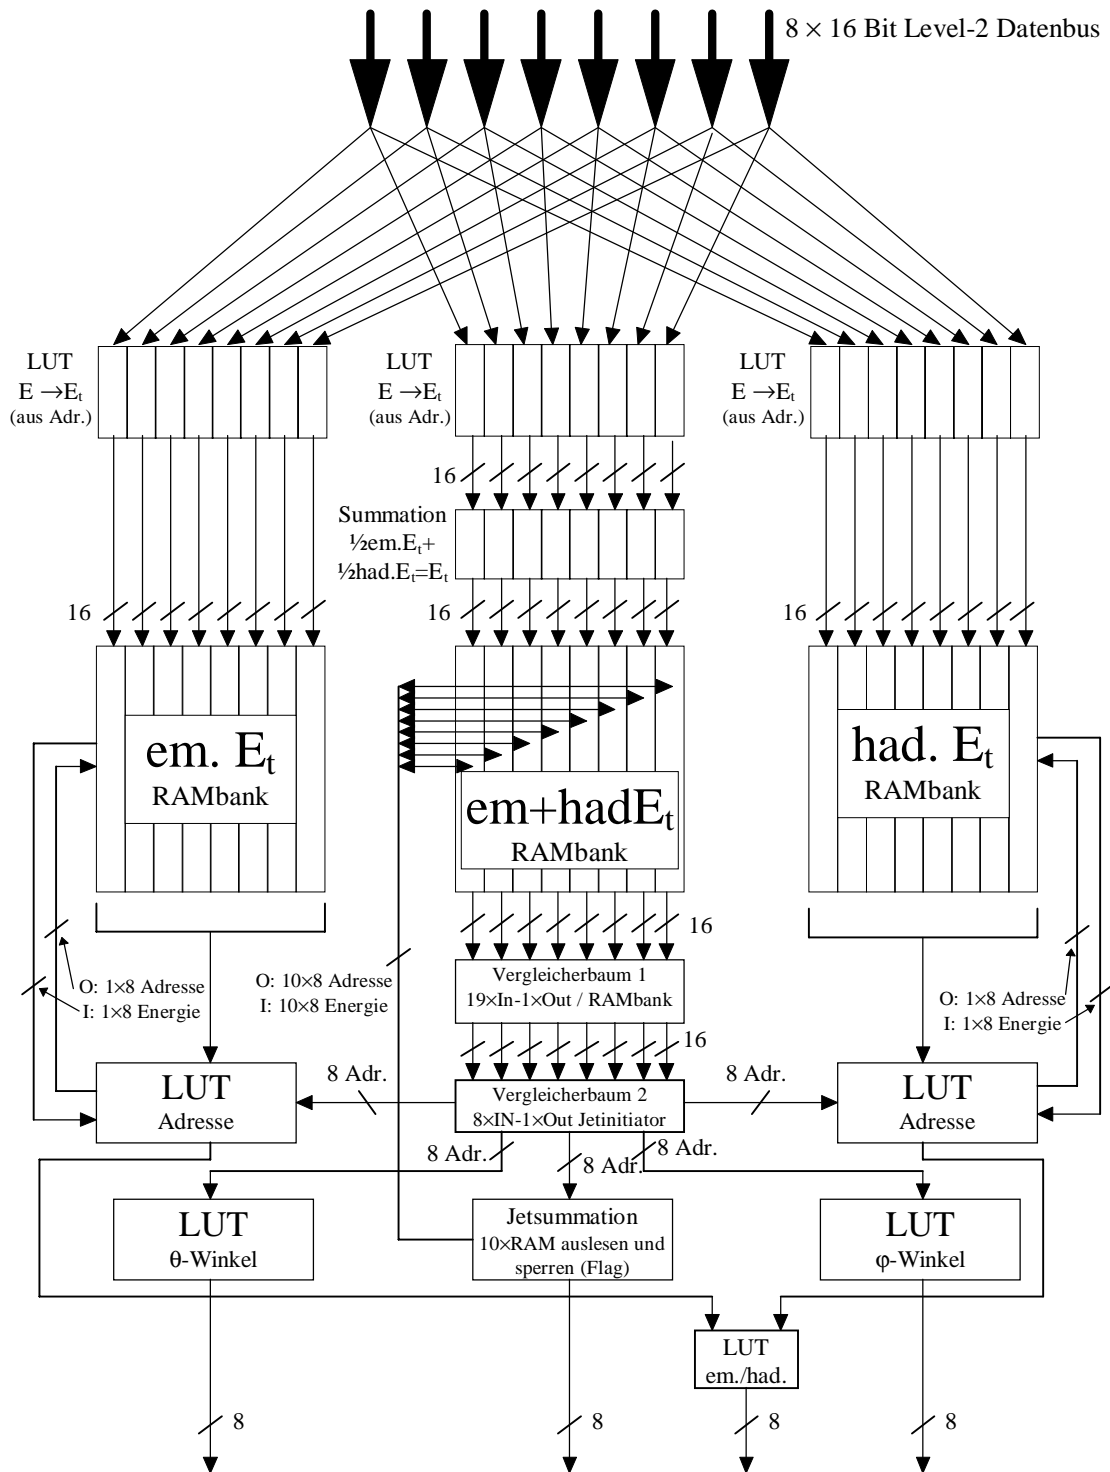 8 × 16 Bit Level-2 Datenbus
LUT
E →Eₜ
(aus Adr.)
LUT
E →Eₜ
(aus Adr.)
LUT
E →Eₜ
(aus Adr.)
16
Summation
½em.Eₜ+
½had.Eₜ=Eₜ
16
16
16
em. Eₜ
RAMbank
em+hadEₜ
RAMbank
had. Eₜ
RAMbank
16
O: 1×8 Adresse
I: 1×8 Energie
O: 10×8 Adresse
I: 10×8 Energie
Vergleicherbaum 1
19×In-1×Out / RAMbank
O: 1×8 Adresse
I: 1×8 Energie
16
LUT
Adresse
8 Adr.
Vergleicherbaum 2
8×IN-1×Out Jetinitiator
8 Adr.
LUT
Adresse
8 Adr.
8 Adr.
8 Adr.
LUT
θ-Winkel
Jetsummation
10×RAM auslesen und
sperren (Flag)
LUT
φ-Winkel
LUT
em./had.
8
8
8
8